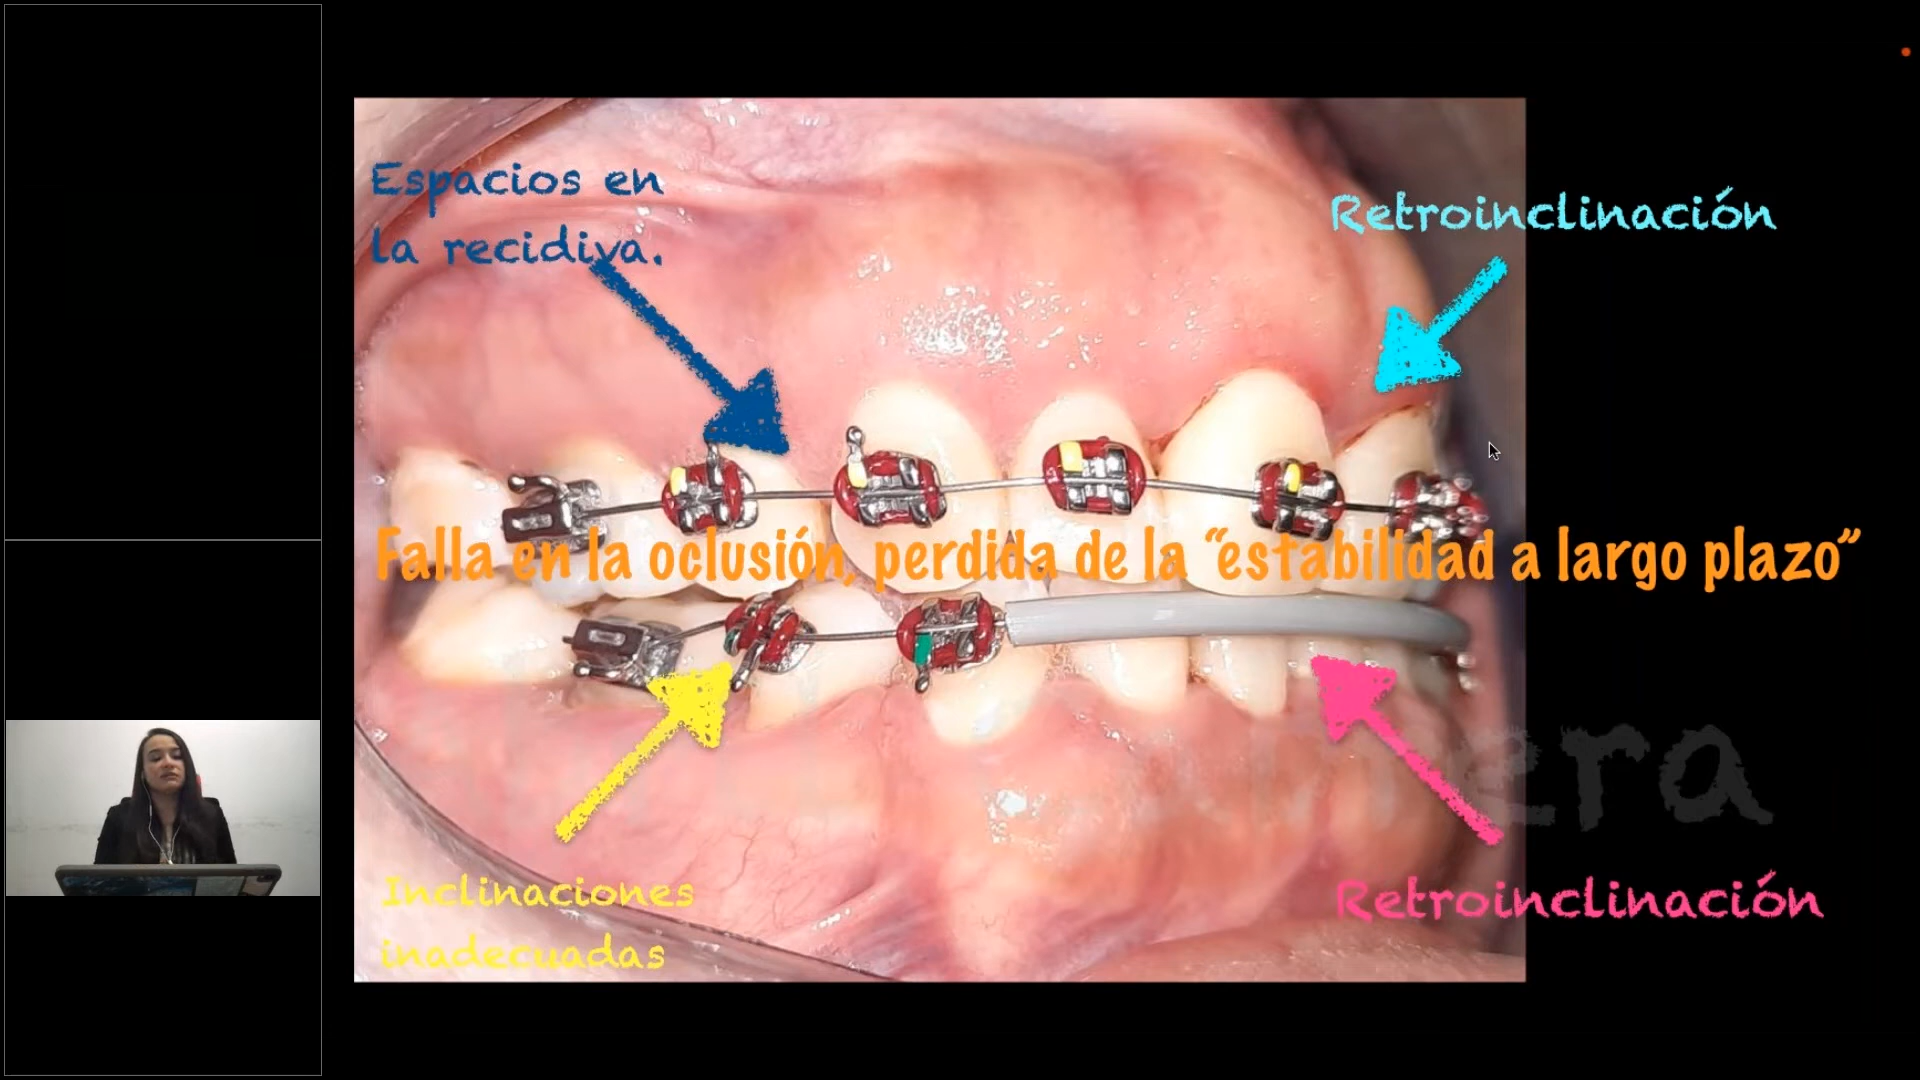 Espacios en
la recidiva.
Retroinclinación
Falla en la oclusión, perdida de la “estabilidad a largo plazo”
Inclinaciones
inadecuadas
Retroinclinación